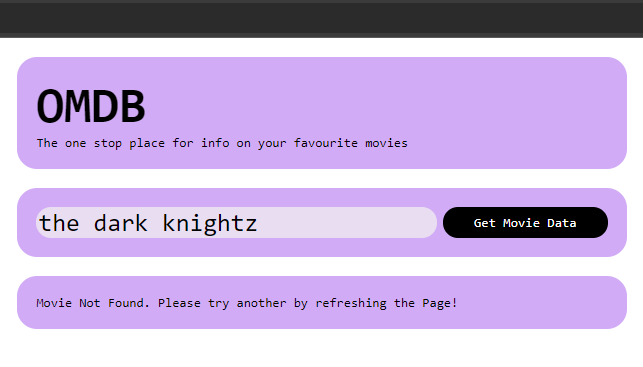 OMDB
The one stop place for info on your favourite movies
the dark knightz
Get Movie Data
Movie Not Found. Please try another by refreshing the Page!